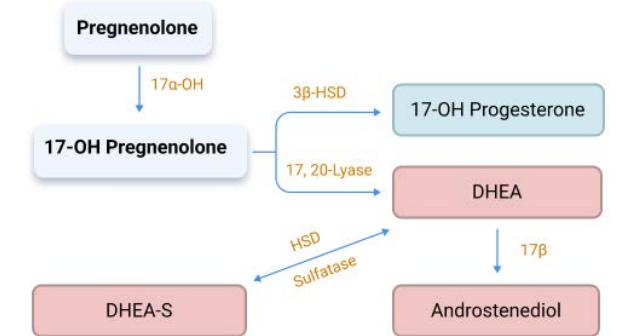 Pregnenolone
17α-OH
3β-HSD
17-OH Progesterone
17-OH Pregnenolone
17, 20-Lyase
DHEA
HSD
Sulfatase
17β
DHEA-S
Androstenediol